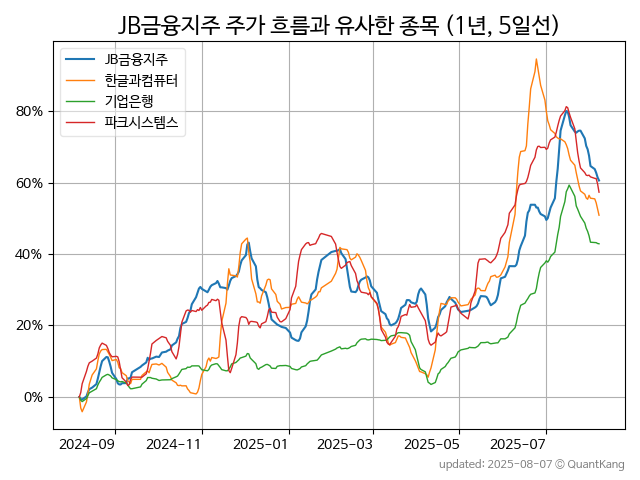 JB금융지주 주가 흐름과 유사한 종목 (1년, 5일선)
JB금융지주
한글과컴퓨터
기업은행
파크시스템스
80%
60%
40%
20%
0%
2024-09 2024-11 2025-01 2025-03 2025-05 2025-07
updated: 2025-08-07 © QuantKang